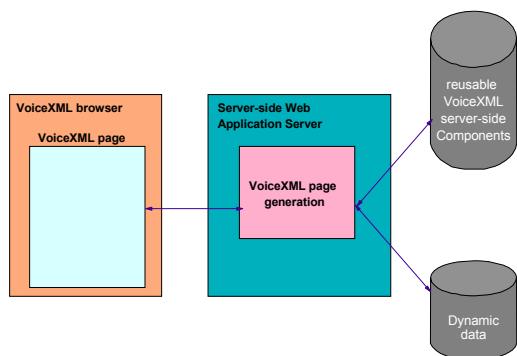 VoiceXML browser
VoiceXML page
Server-side Web
Application Server
VoiceXML page
generation
reusable
VoiceXML
server-side
Components
Dynamic
data